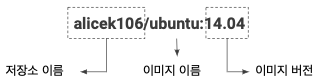 alicek106/ubuntu:14.04
저장소 이름
이미지 이름
이미지 버전